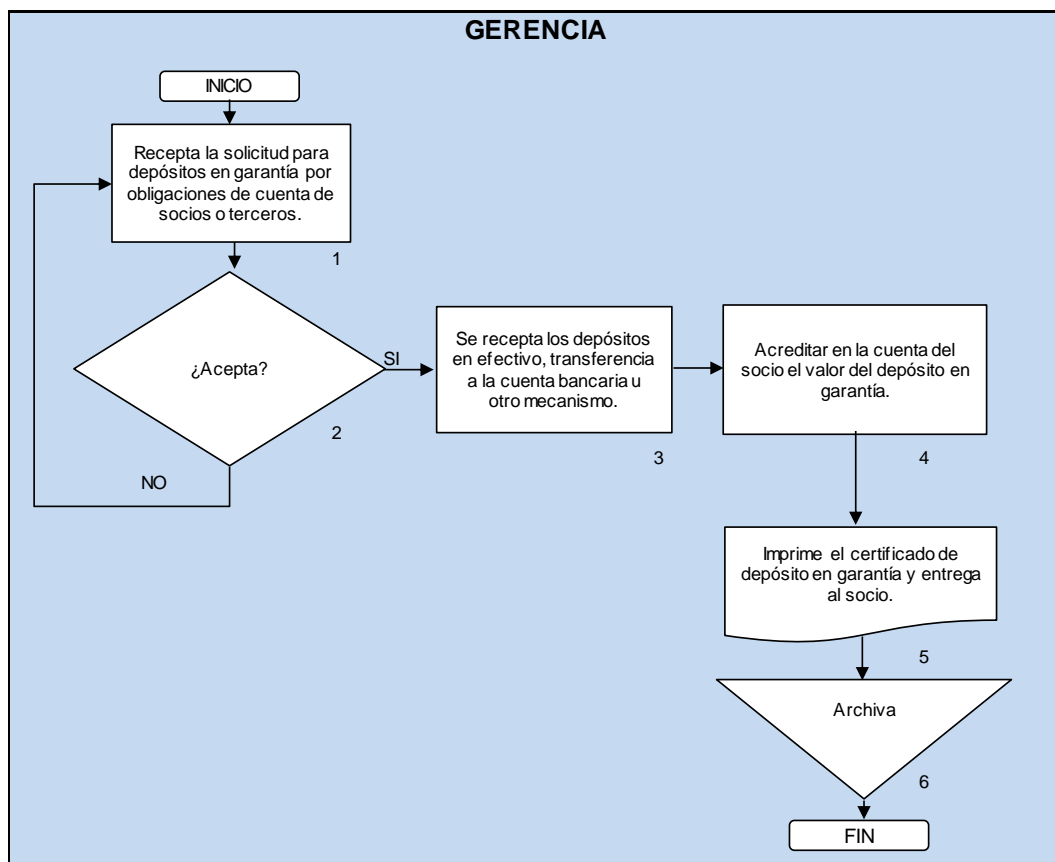 GERENCIA
INICIO
Recepta la solicitud para
depósitos en garantía por
obligaciones de cuenta de
socios o terceros.
1
¿Acepta?
2
SI
NO
Se recepta los depósitos
en efectivo, transferencia
a la cuenta bancaria u
otro mecanismo.
3
Acreditar en la cuenta del
socio el valor del depósito en
garantía.
4
Imprime el certificado de
depósito en garantía y entrega
al socio.
5
Archiva
6
FIN